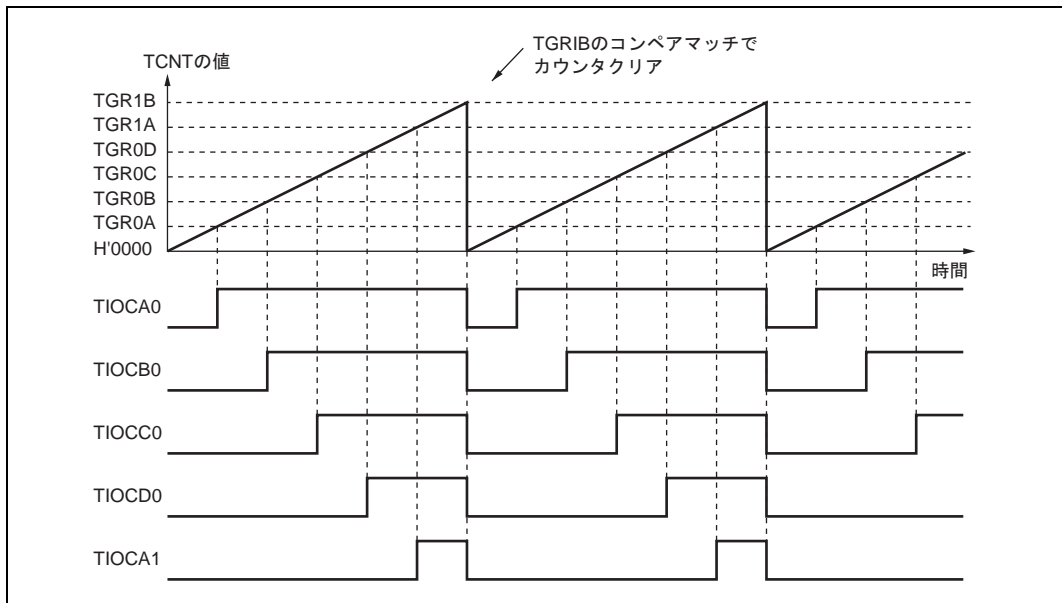 TGRIBのコンペアマッチで
カウンタクリア
TCNTの値
TGR1B
TGR1A
TGR0D
TGR0C
TGR0B
TGR0A
H'0000
時間
TIOCA0
TIOCB0
TIOCC0
TIOCD0
TIOCA1